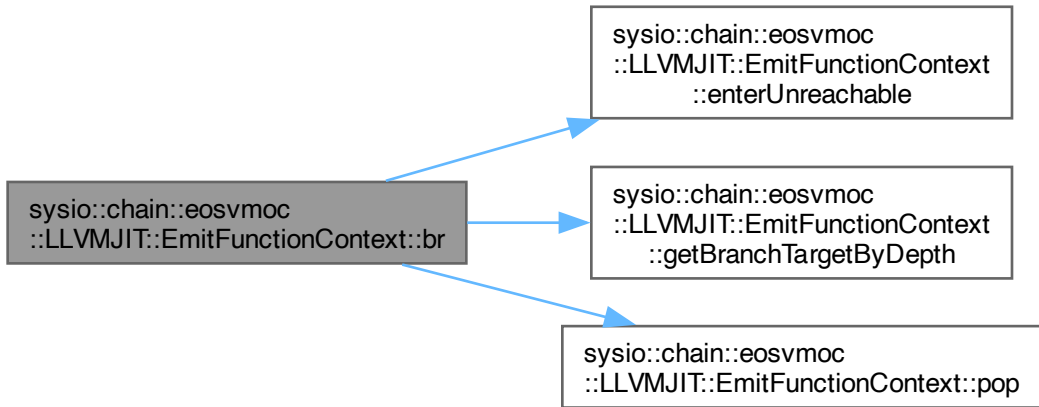 sysio::chain::eosvmoc
::LLVMJIT::EmitFunctionContext::br
sysio::chain::eosvmoc
::LLVMJIT::EmitFunctionContext
::enterUnreachable
sysio::chain::eosvmoc
::LLVMJIT::EmitFunctionContext
::getBranchTargetByDepth
sysio::chain::eosvmoc
::LLVMJIT::EmitFunctionContext::pop